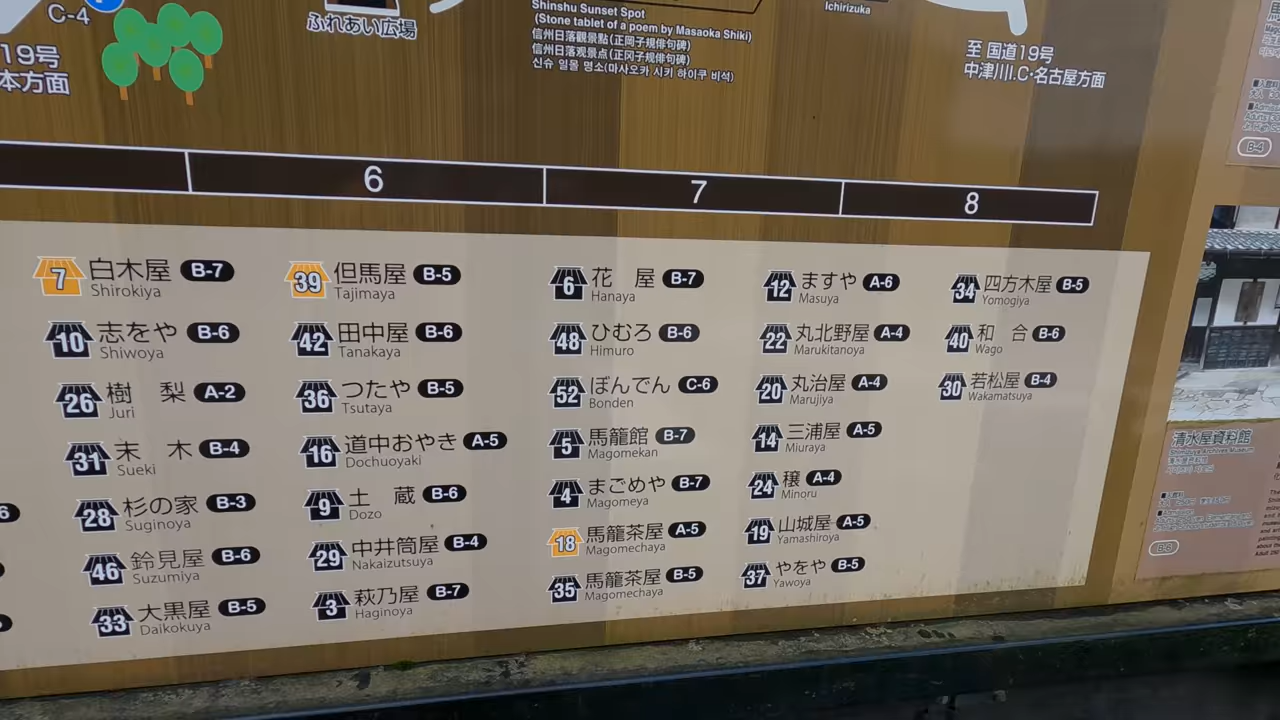 C-4
19号
本方面
ふれあい広場
Shinshu Sunset Spot
(Stone tablet of a poem by Masaoka Shiki)
信州日落觀景點(正岡子規俳句碑)
信州日落观景点(正冈子规俳句碑)
신슈 일몰 명소(마사오카 시키 하이쿠 비석)
Ichirizuka
至 国道19号
中津川I.C・名古屋方面
B-4
6 7 8
7 白木屋 B-7
Shirokiya
10 志をや B-6
Shiwoya
26 樹 梨 A-2
Juri
31 末 木 B-4
Sueki
28 杉の家 B-3
Suginoya
46 鈴見屋 B-6
Suzumiya
33 大黒屋 B-5
Daikokuya
39 但馬屋 B-5
Tajimaya
42 田中屋 B-6
Tanakaya
36 つたや B-5
Tsutaya
16 道中おやき A-5
Dochuoyaki
9 土 蔵 B-6
Dozo
29 中井筒屋 B-4
Nakaizutsuya
3 萩乃屋 B-7
Haginoya
6 花 屋 B-7
Hanaya
48 ひむろ B-6
Himuro
52 ぼんでん C-6
Bonden
5 馬籠館 B-7
Magomekan
4 まごめや B-7
Magomeya
18 馬籠茶屋 A-5
Magomechaya
35 馬籠茶屋 B-5
Magomechaya
12 ますや A-6
Masuya
22 丸北野屋 A-4
Marukitanoya
20 丸治屋 A-4
Marujiya
14 三浦屋 A-5
Miuraya
24 穣 A-4
Minoru
19 山城屋 A-5
Yamashiroya
37 やをや B-5
Yawoya
34 四方木屋 B-5
Yomogiya
40 和 合 B-6
Wago
30 若松屋 B-4
Wakamatsuya
清水屋資料館
Shimizuya Archives Museum
B-6